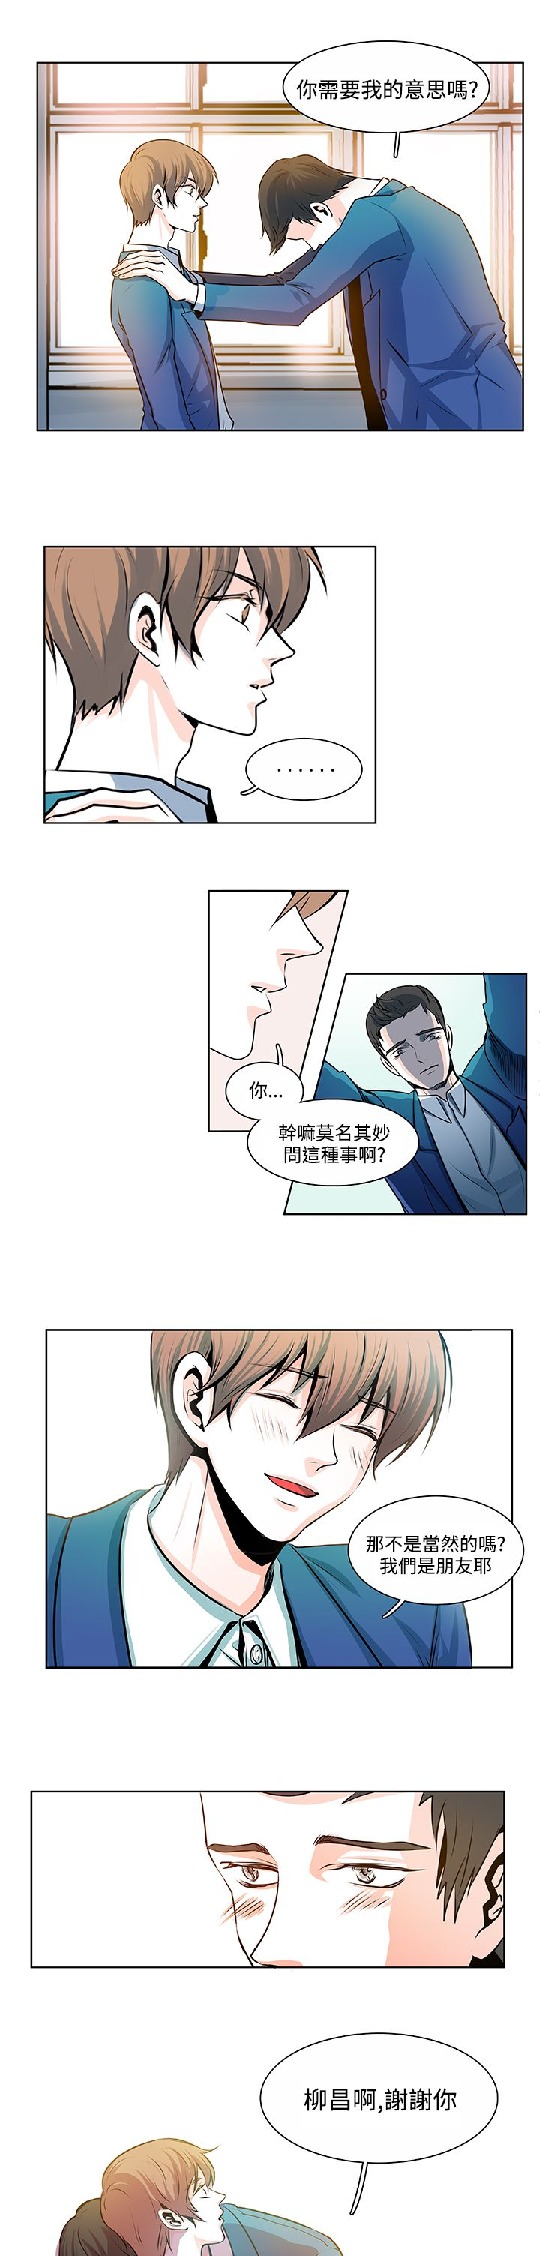 你需要我的意思嗎?
......
你...
幹嘛莫名其妙
問這種事啊?
那不是當然的嗎?
我們是朋友耶
柳昌啊,謝謝你